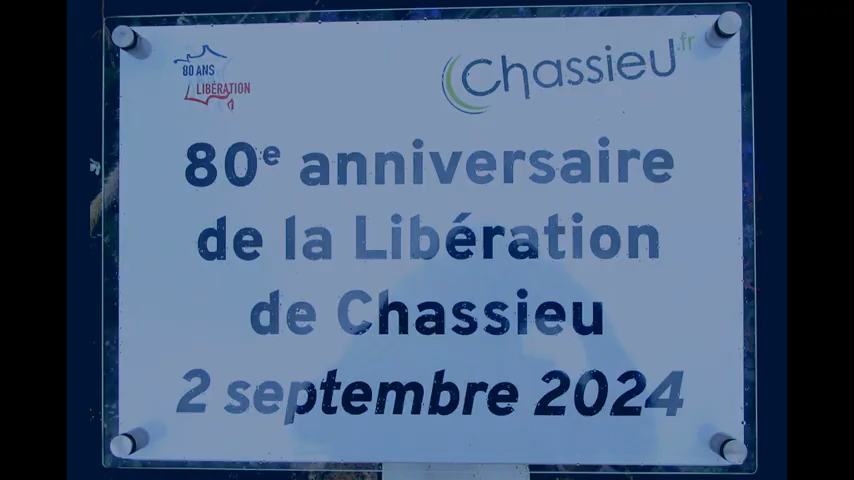 80 ANS
LIBÉRATION
Chassieu.fr
80e anniversaire
de la Libération
de Chassieu
2 septembre 2024